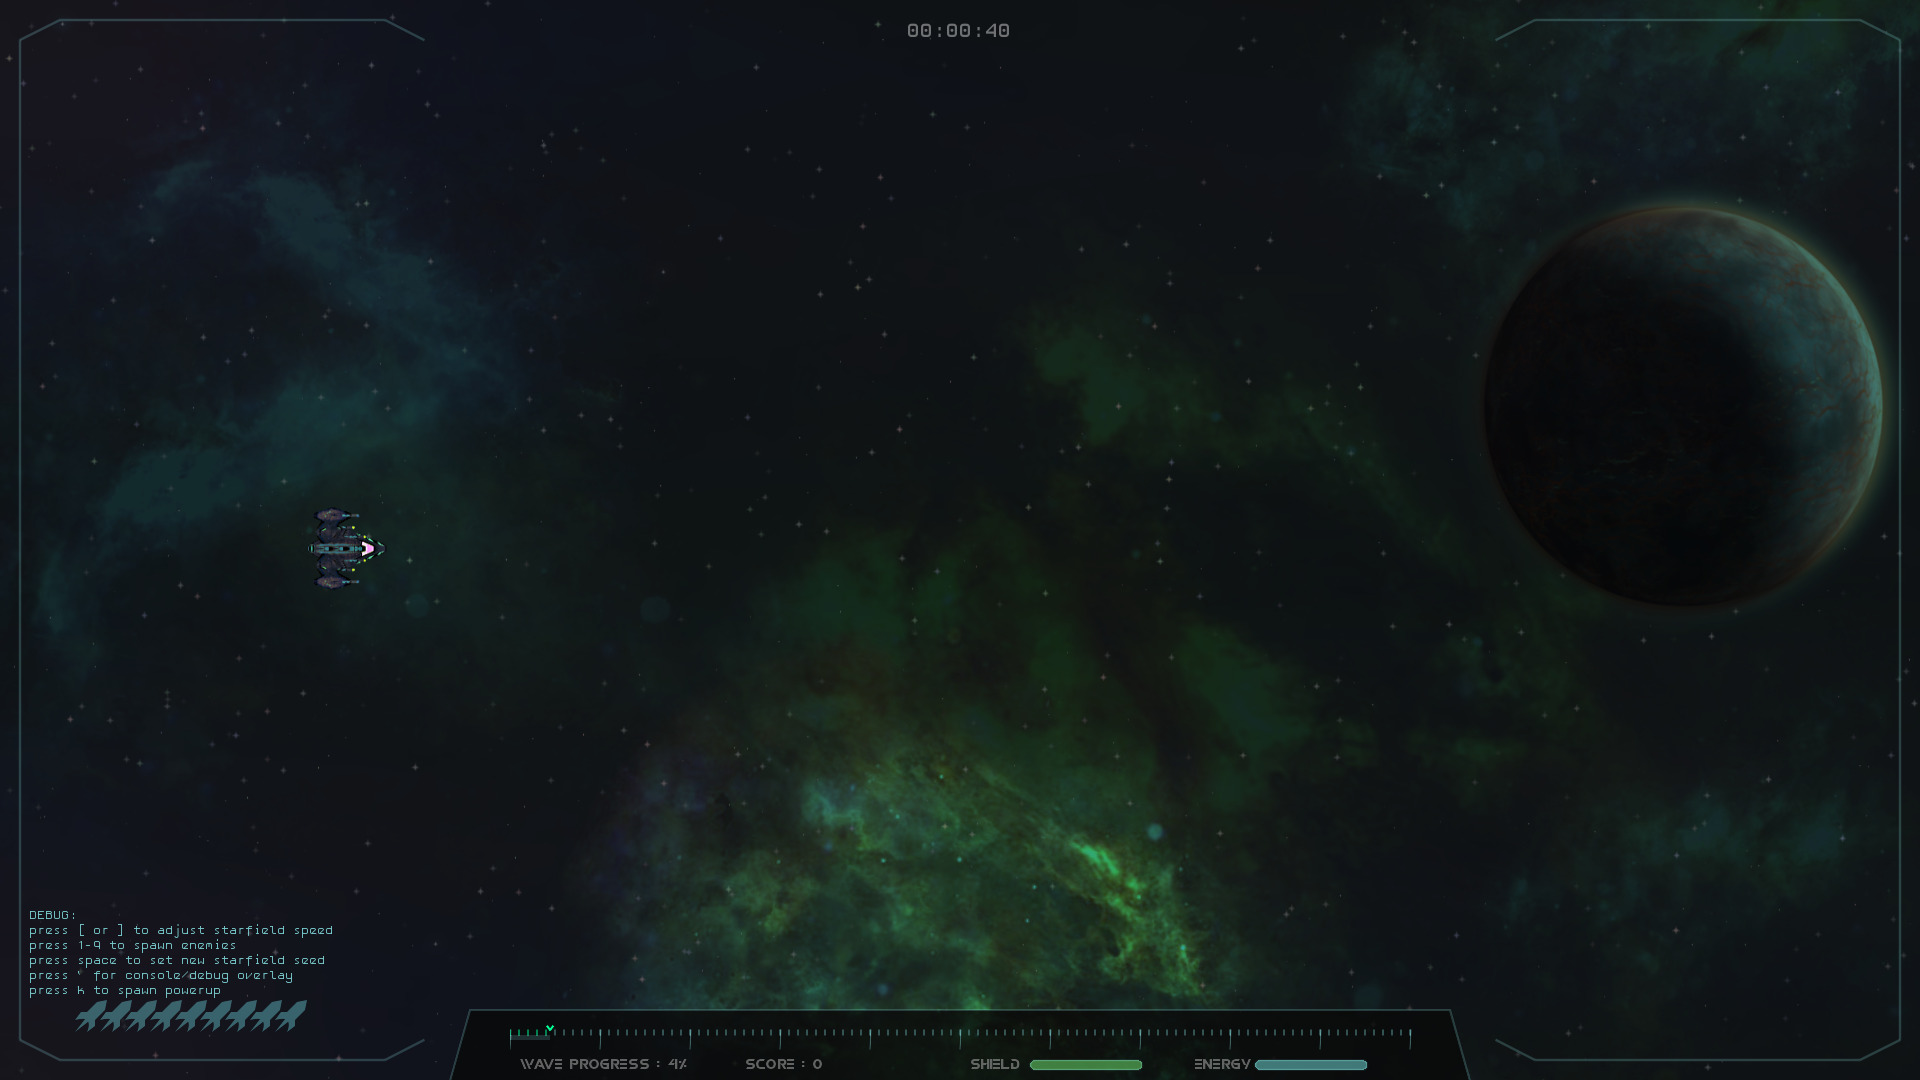 00:00:40
DEBUG:
press [ or ] to adjust starfield speed
press 1-9 to spawn enemies
press space to set new starfield seed
press ` for console/debug overlay
press k to spawn powerup
WAVE PROGRESS : 4% SCORE : 0 SHIELD ENERGY